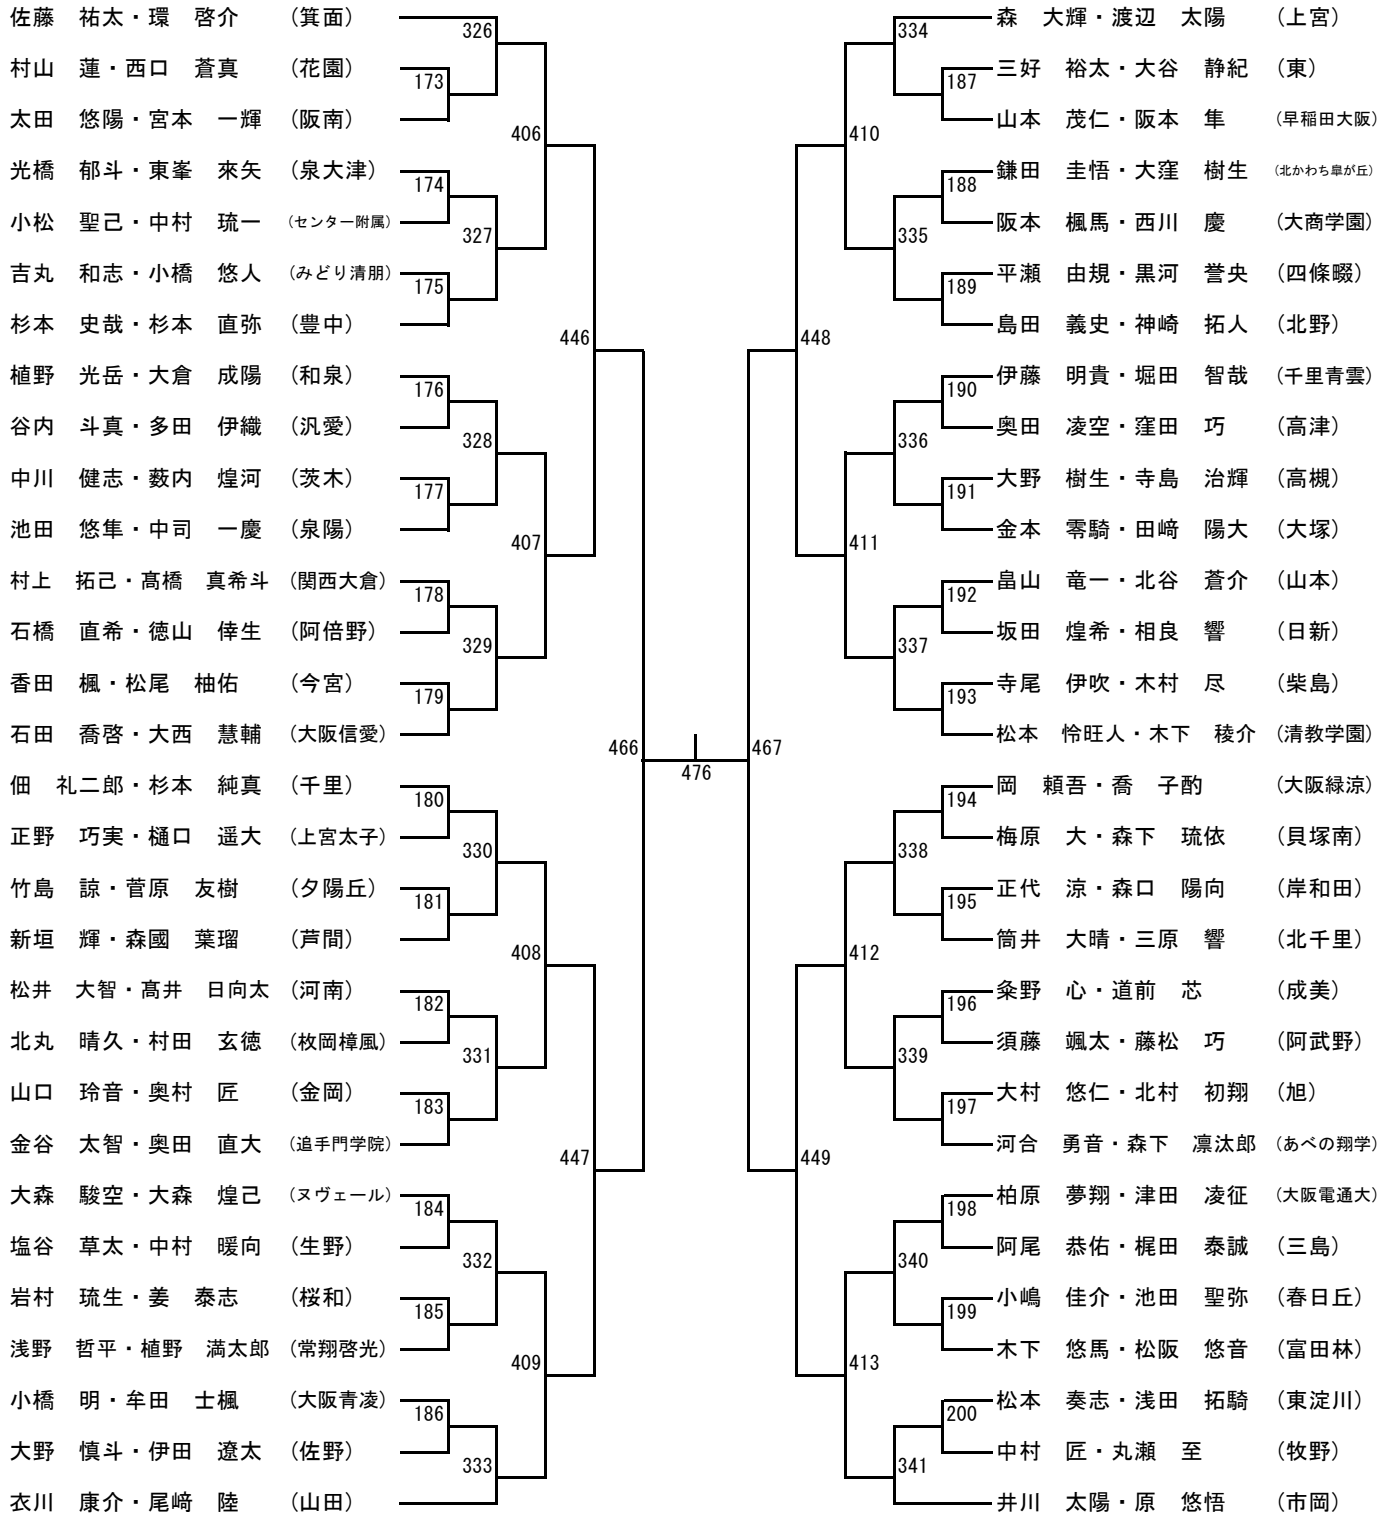 佐藤 祐太・環 啓介 （箕面）
326
村山 蓮・西口 蒼真 （花園）
173
太田 悠陽・宮本 一輝 （阪南）
406
光橋 郁斗・東峯 來矢 （泉大津）
174
小松 聖己・中村 琉一 （センター附属）
327
吉丸 和志・小橋 悠人 （みどり清朋）
175
杉本 史哉・杉本 直弥 （豊中）
446
植野 光岳・大倉 成陽 （和泉）
176
谷内 斗真・多田 伊織 （汎愛）
328
中川 健志・薮内 煌河 （茨木）
177
池田 悠隼・中司 一慶 （泉陽）
407
村上 拓己・髙橋 真希斗 （関西大倉）
178
石橋 直希・徳山 倖生 （阿倍野）
329
香田 楓・松尾 柚佑 （今宮）
179
石田 喬啓・大西 慧輔 （大阪信愛）
466
476
佃 礼二郎・杉本 純真 （千里）
180
正野 巧実・樋口 遥大 （上宮太子）
330
竹島 諒・菅原 友樹 （夕陽丘）
181
新垣 輝・森國 葉瑠 （芦間）
408
松井 大智・髙井 日向太 （河南）
182
北丸 晴久・村田 玄徳 （枚岡樟風）
331
山口 玲音・奥村 匠 （金岡）
183
金谷 太智・奥田 直大 （追手門学院）
447
大森 駿空・大森 煌己 （ヌヴェール）
184
塩谷 草太・中村 暖向 （生野）
332
岩村 琉生・姜 泰志 （桜和）
185
浅野 哲平・植野 満太郎 （常翔啓光）
409
小橋 明・牟田 士楓 （大阪青凌）
186
大野 慎斗・伊田 遼太 （佐野）
333
衣川 康介・尾﨑 陸 （山田）
森 大輝・渡辺 太陽 （上宮）
334
三好 裕太・大谷 静紀 （東）
187
山本 茂仁・阪本 隼 （早稲田大阪）
410
鎌田 圭悟・大窪 樹生 （北かわち皐が丘）
188
阪本 楓馬・西川 慶 （大商学園）
335
平瀬 由規・黒河 誉央 （四條畷）
189
島田 義史・神崎 拓人 （北野）
448
伊藤 明貴・堀田 智哉 （千里青雲）
190
奥田 凌空・窪田 巧 （高津）
336
大野 樹生・寺島 治輝 （高槻）
191
金本 零騎・田﨑 陽大 （大塚）
411
畠山 竜一・北谷 蒼介 （山本）
192
坂田 煌希・相良 響 （日新）
337
寺尾 伊吹・木村 尽 （柴島）
193
松本 怜旺人・木下 稜介 （清教学園）
467
岡 頼吾・喬 子酌 （大阪緑涼）
194
梅原 大・森下 琉依 （貝塚南）
338
正代 涼・森口 陽向 （岸和田）
195
筒井 大晴・三原 響 （北千里）
412
粂野 心・道前 芯 （成美）
196
須藤 颯太・藤松 巧 （阿武野）
339
大村 悠仁・北村 初翔 （旭）
197
河合 勇音・森下 凛汰郎 （あべの翔学）
449
柏原 夢翔・津田 凌征 （大阪電通大）
198
阿尾 恭佑・梶田 泰誠 （三島）
340
小嶋 佳介・池田 聖弥 （春日丘）
199
木下 悠馬・松阪 悠音 （富田林）
413
松本 奏志・浅田 拓騎 （東淀川）
200
中村 匠・丸瀬 至 （牧野）
341
井川 太陽・原 悠悟 （市岡）